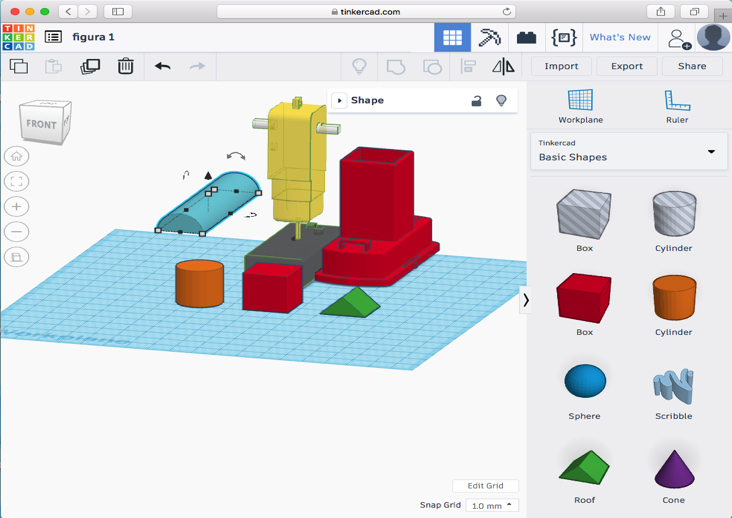 tinkercad.com
TIN
KER
CAD
figura 1
What's New
Import
Export
Share
Shape
FRONT
Workplane
Ruler
Tinkercad
Basic Shapes
Box
Cylinder
Box
Cylinder
Sphere
Scribble
Roof
Cone
Edit Grid
Snap Grid
1.0 mm